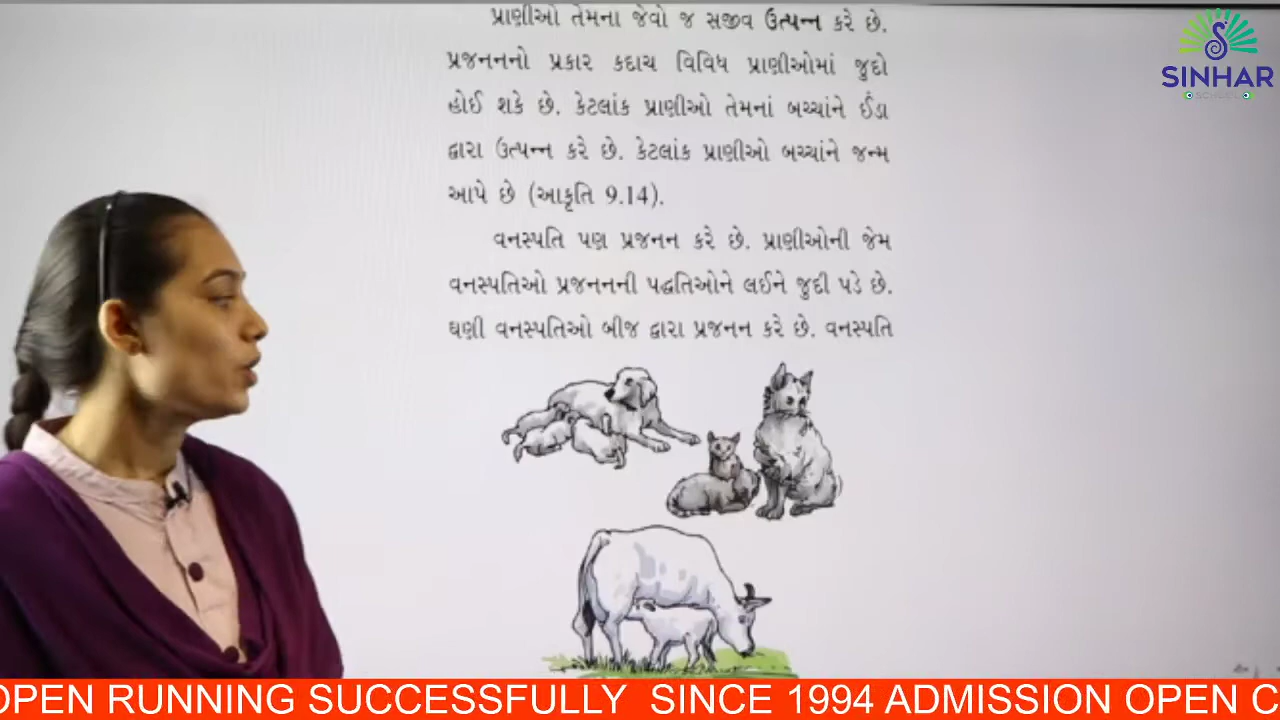 પ્રાણીઓ તેમના જેવો જ સજીવ ઉત્પન્ન કરે છે.
પ્રજનનનો પ્રકાર કદાચ વિવિધ પ્રાણીઓમાં જુદો
હોઈ શકે છે. કેટલાંક પ્રાણીઓ તેમનાં બચ્ચાંને ઈંડા
દ્વારા ઉત્પન્ન કરે છે. કેટલાંક પ્રાણીઓ બચ્ચાંને જન્મ
આપે છે (આકૃતિ 9.14).
વનસ્પતિ પણ પ્રજનન કરે છે. પ્રાણીઓની જેમ
વનસ્પતિઓ પ્રજનનની પદ્ધતિઓને લઈને જુદી પડે છે.
ઘણી વનસ્પતિઓ બીજ દ્વારા પ્રજનન કરે છે. વનસ્પતિ
SINHAR
SCHOOL
OPEN RUNNING SUCCESSFULLY SINCE 1994 ADMISSION OPEN C